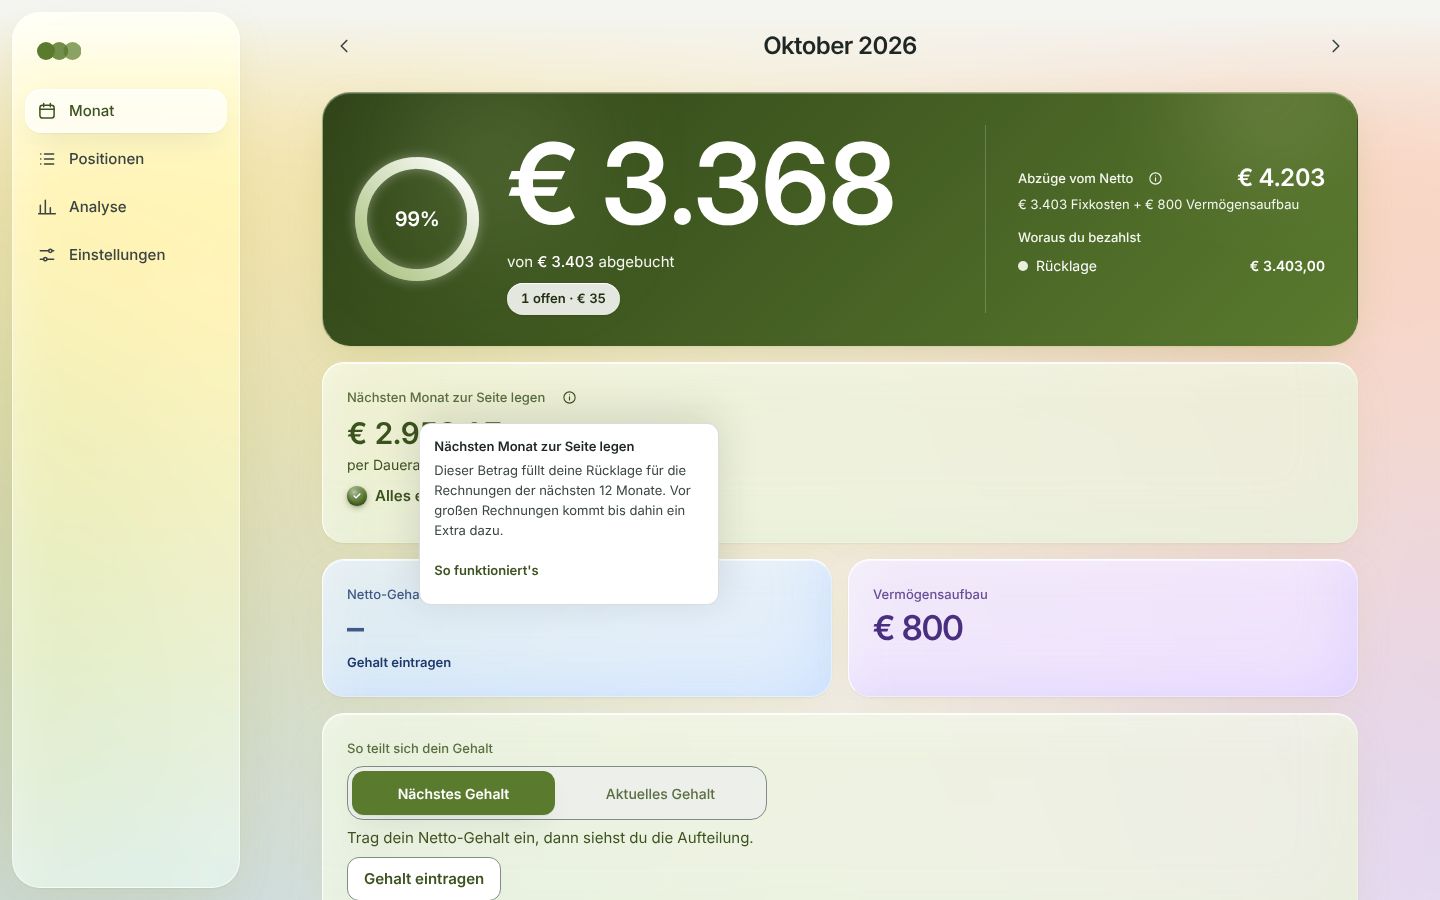 Monat
Positionen
Analyse
Einstellungen
Oktober 2026
99%
€ 3.368
von € 3.403 abgebucht
1 offen · € 35
Abzüge vom Netto
€ 4.203
€ 3.403 Fixkosten + € 800 Vermögensaufbau
Woraus du bezahlst
Rücklage
€ 3.403,00
Nächsten Monat zur Seite legen
€ 2.9
per Dauera
Alles
Nächsten Monat zur Seite legen
Dieser Betrag füllt deine Rücklage für die
Rechnungen der nächsten 12 Monate. Vor
großen Rechnungen kommt bis dahin ein
Extra dazu.
So funktioniert's
Netto-Geha
–
Gehalt eintragen
Vermögensaufbau
€ 800
So teilt sich dein Gehalt
Nächstes Gehalt
Aktuelles Gehalt
Trag dein Netto-Gehalt ein, dann siehst du die Aufteilung.
Gehalt eintragen